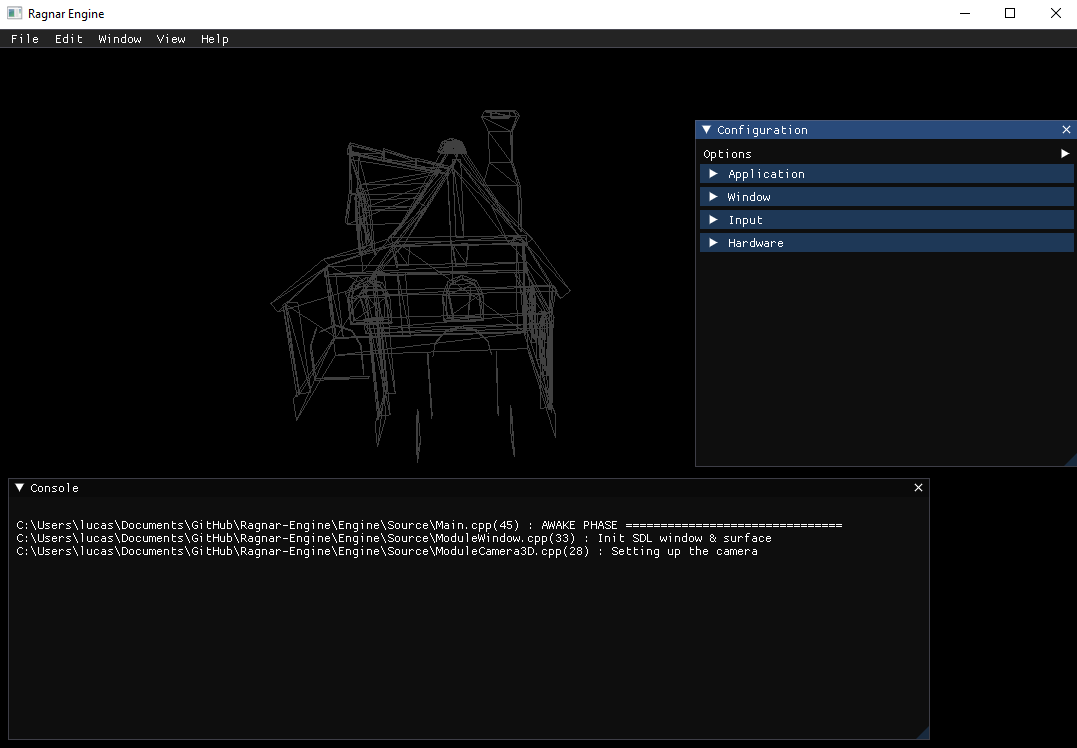 Ragnar Engine
File Edit Window View Help
Configuration
Options
Application
Window
Input
Hardware
Console
C:\Users\lucas\Documents\GitHub\Ragnar-Engine\Engine\Source\Main.cpp(45) : AWAKE PHASE ===============================
C:\Users\lucas\Documents\GitHub\Ragnar-Engine\Engine\Source\ModuleWindow.cpp(33) : Init SDL window & surface
C:\Users\lucas\Documents\GitHub\Ragnar-Engine\Engine\Source\ModuleCamera3D.cpp(28) : Setting up the camera